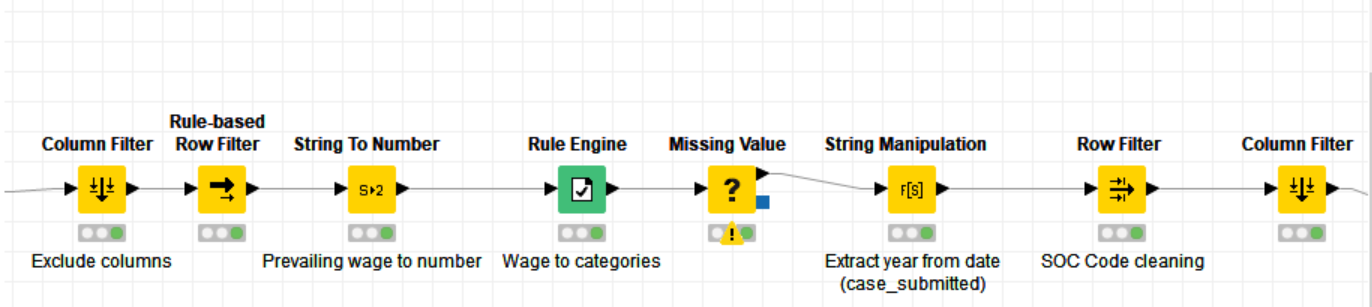 Rule-based
Column Filter Row Filter String To Number Rule Engine Missing Value String Manipulation Row Filter Column Filter
S▸2 ? F[S]
!
Exclude columns Prevailing wage to number Wage to categories Extract year from date SOC Code cleaning
(case_submitted)